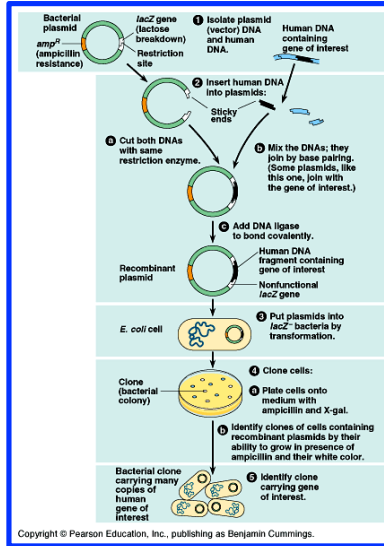 Bacterial
plasmid
lacZ gene
(lactose
breakdown)
ampR
(ampicillin
resistance)
Restriction
site
1 Isolate plasmid
(vector) DNA
and human
DNA.
Human DNA
containing
gene of interest
2 Insert human DNA
into plasmids:
Sticky
ends
a Cut both DNAs
with same
restriction enzyme.
b Mix the DNAs; they
join by base pairing.
(Some plasmids, like
this one, join with
the gene of interest.)
c Add DNA ligase
to bond covalently.
Recombinant
plasmid
Human DNA
fragment containing
gene of interest
Nonfunctional
lacZ gene
E. coli cell
3 Put plasmids into
lacZ– bacteria by
transformation.
4 Clone cells:
Clone
(bacterial
colony)
a Plate cells onto
medium with
ampicillin and X-gal.
b Identify clones of cells containing
recombinant plasmids by their
ability to grow in presence of
ampicillin and their white color.
Bacterial clone
carrying many
copies of
human
gene of
interest
5 Identify clone
carrying gene
of interest.
Copyright © Pearson Education, Inc., publishing as Benjamin Cummings.